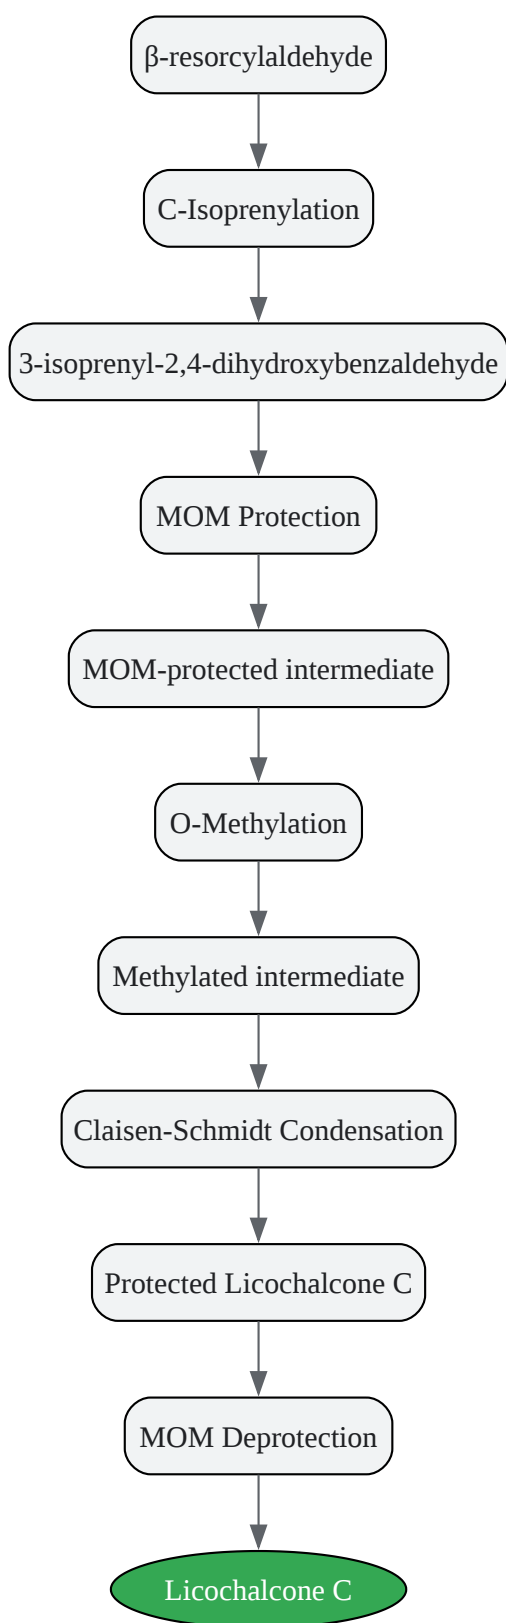 β-resorcylaldehyde
C-Isoprenylation
3-isoprenyl-2,4-dihydroxybenzaldehyde
MOM Protection
MOM-protected intermediate
O-Methylation
Methylated intermediate
Claisen-Schmidt Condensation
Protected Licochalcone C
MOM Deprotection
Licochalcone C